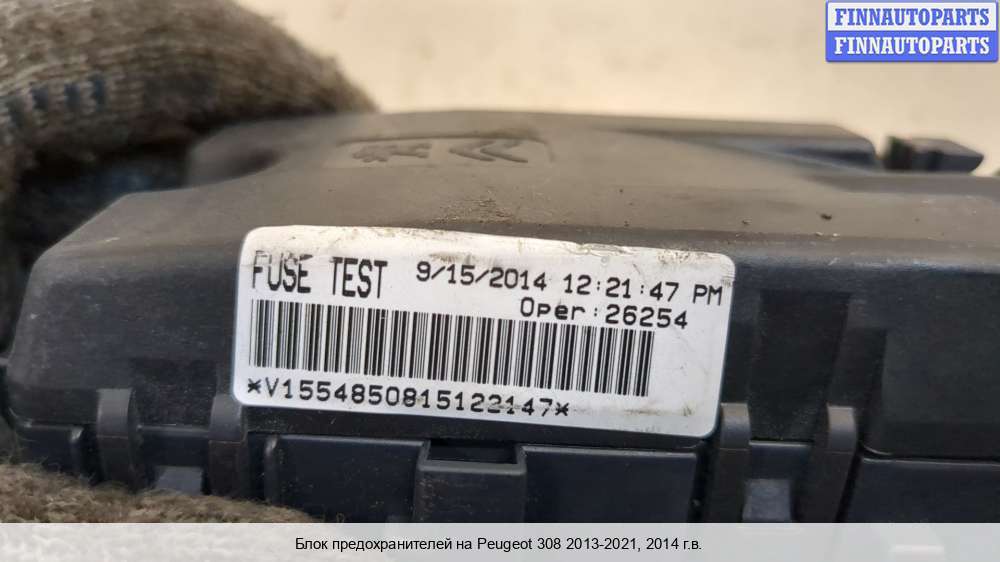 FINNAUTOPARTS
FINNAUTOPARTS
FUSE TEST 9/15/2014 12:21:47 PM
Oper:26254
*V1554850815122147*
Блок предохранителей на Peugeot 308 2013-2021, 2014 г.в.